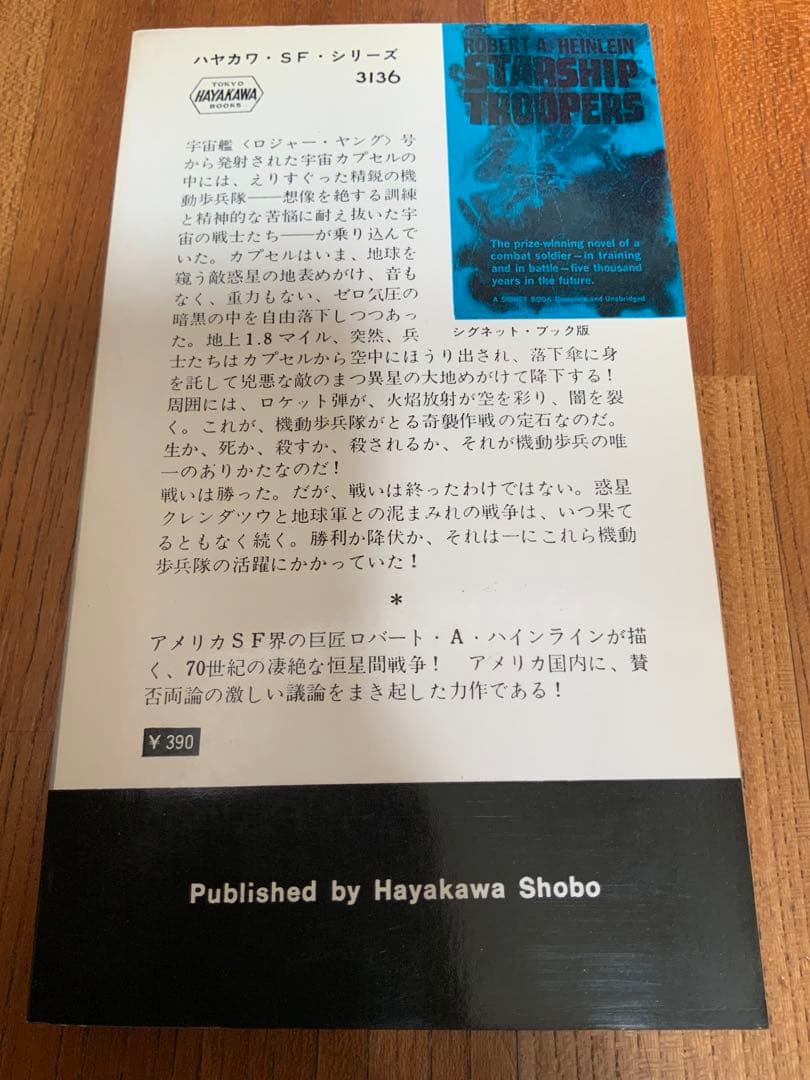 ハヤカワ・SF・シリーズ
3136
TOKYO
HAYAKAWA
BOOKS
ROBERT A. HEINLEIN
STARSHIP
TROOPERS
The prize-winning novel of a
combat soldier—in training
and in battle—five thousand
years in the future.
A SIGNET BOOK Complete and Unabridged
シグネット・ブック版
宇宙艦〈ロジャー・ヤング〉号
から発射された宇宙カプセルの
中には、えりすぐった精鋭の機
動歩兵隊――想像を絶する訓練
と精神的な苦悩に耐え抜いた宇
宙の戦士たち――が乗り込んで
いた。カプセルはいま、地球を
窺う敵惑星の地表めがけ、音も
なく、重力もない、ゼロ気圧の
暗黒の中を自由落下しつつあっ
た。地上1.8マイル、突然、兵
士たちはカプセルから空中にほうり出され、落下傘に身
を託して兇悪な敵のまつ異星の大地めがけて降下する!
周囲には、ロケット弾が、火焰放射が空を彩り、闇を裂
く。これが、機動歩兵隊がとる奇襲作戦の定石なのだ。
生か、死か、殺すか、殺されるか、それが機動歩兵の唯
一のありかたなのだ!
戦いは勝った。だが、戦いは終ったわけではない。惑星
クレンダツウと地球軍との泥まみれの戦争は、いつ果て
るともなく続く。勝利か降伏か、それは一にこれら機動
歩兵隊の活躍にかかっていた!
*
アメリカSF界の巨匠ロバート・A・ハインラインが描
く、70世紀の凄絶な恒星間戦争! アメリカ国内に、賛
否両論の激しい議論をまき起した力作である!
¥390
Published by Hayakawa Shobo